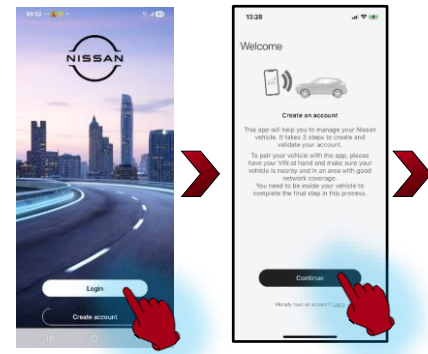 NISSAN
Login
Create account
13:28
Welcome
Create an account
This app will help you to manage your Nissan
vehicle. It takes 3 steps to create and
validate your account.
To pair your vehicle with the app, please
have your VIN at hand and make sure your
vehicle is nearby and in an area with good
network coverage.
You need to be inside your vehicle to
complete the final step in this process.
Continue
Already have an account? Login